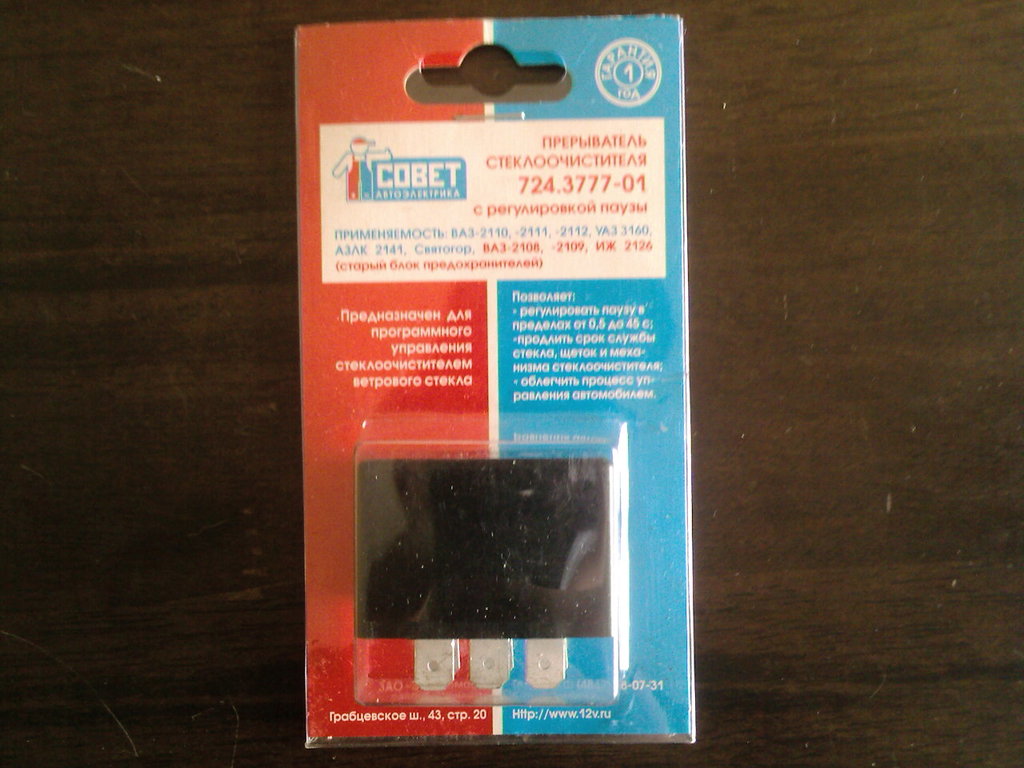 ГАРАНТИЯ
1
ГОД
СОВЕТ
АВТОЭЛЕКТРИКА
ПРЕРЫВАТЕЛЬ
СТЕКЛООЧИСТИТЕЛЯ
724.3777-01
с регулировкой паузы
ПРИМЕНЯЕМОСТЬ: ВАЗ-2110, -2111, -2112, УАЗ 3160,
АЗЛК 2141, Святогор, ВАЗ-2108, -2109, ИЖ 2126
(старый блок предохранителей)
Предназначен для
программного
управления
стеклоочистителем
ветрового стекла
Позволяет:
- регулировать паузу в
пределах от 0,5 до 45 с;
-продлить срок службы
стекла, щеток и меха-
низма стеклоочистителя;
- облегчить процесс уп-
равления автомобилем.
ЗАО
-07-31
Грабцевское ш., 43, стр. 20
Http://www.12v.ru